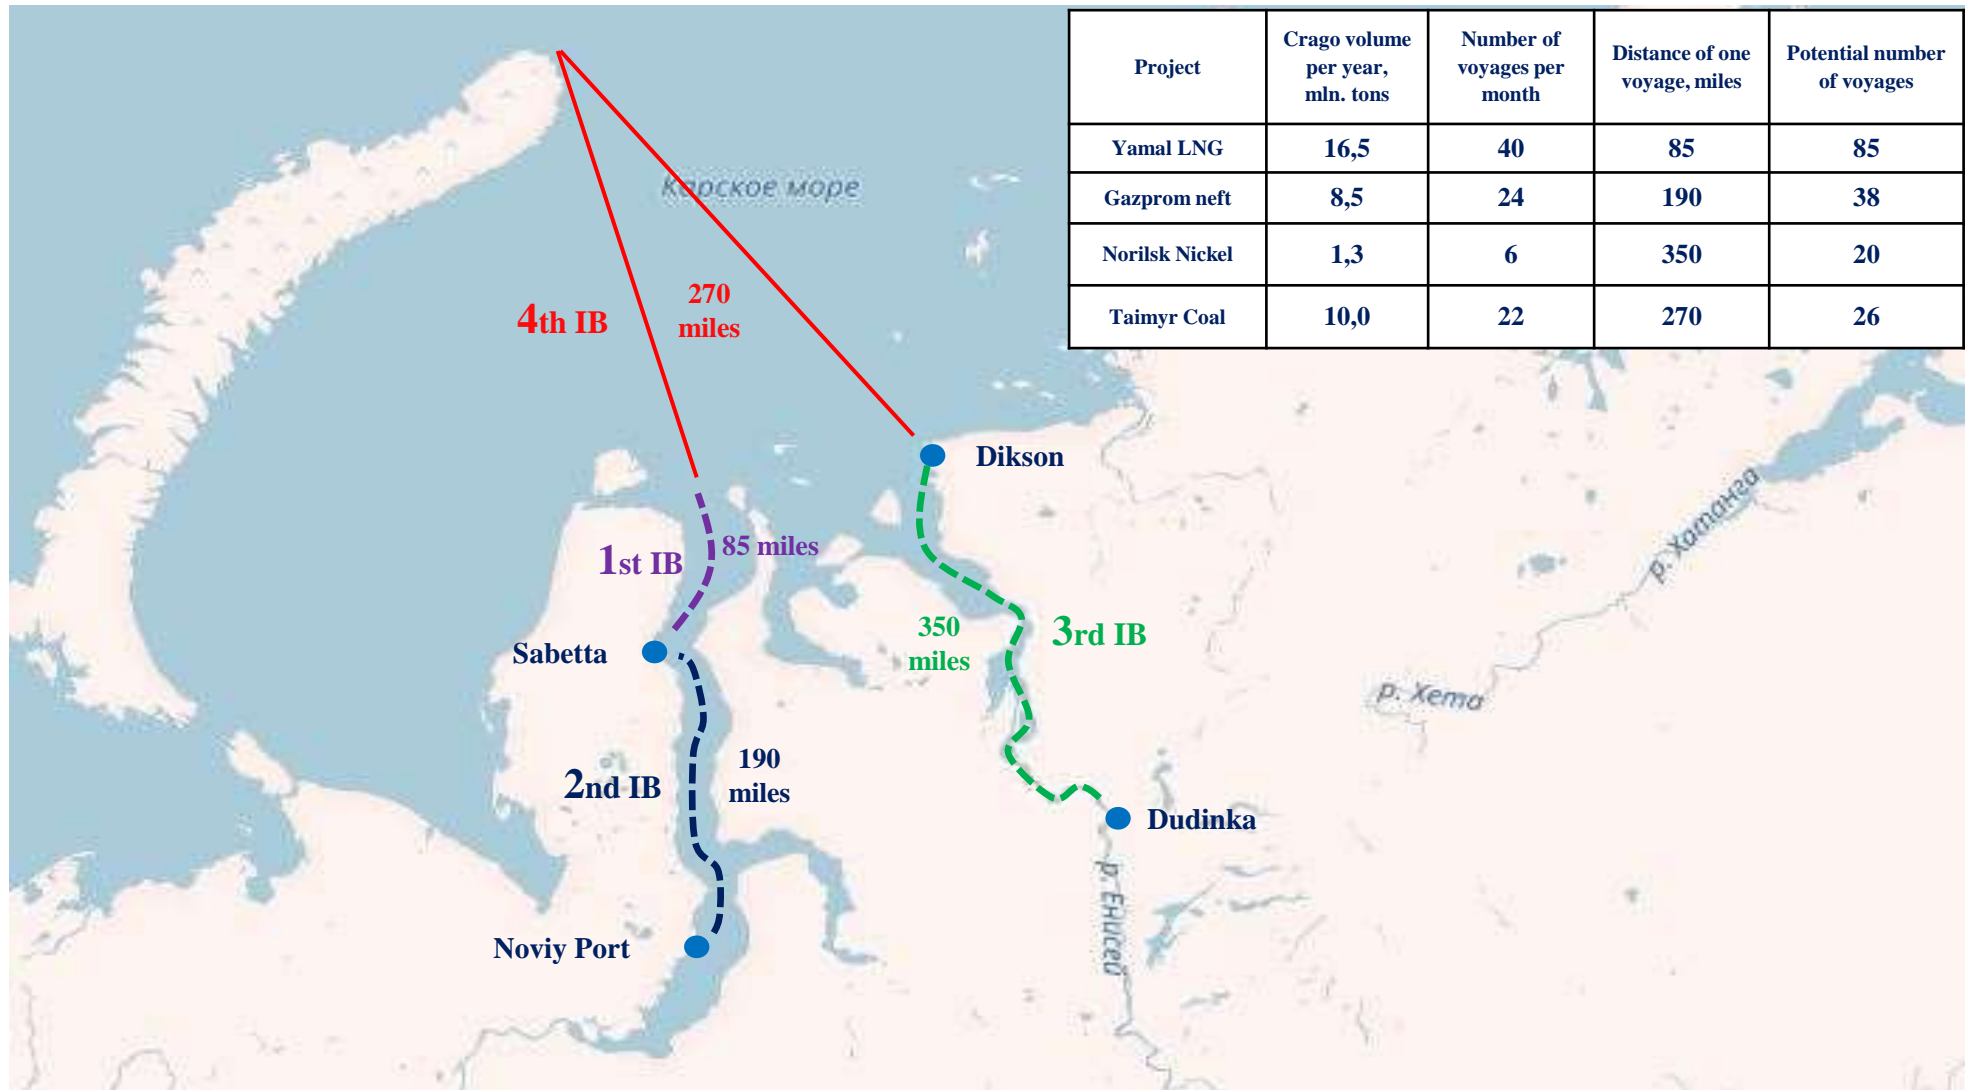 Project
Crago volume
per year,
mln. tons
Number of
voyages per
month
Distance of one
voyage, miles
Potential number
of voyages
Yamal LNG 16,5 40 85 85
Gazprom neft 8,5 24 190 38
Norilsk Nickel 1,3 6 350 20
Taimyr Coal 10,0 22 270 26
Карское море
270
miles
4th IB
Dikson
1st IB
85 miles
350
miles
3rd IB
Sabetta
190
miles
2nd IB
Dudinka
Noviy Port
р. Хатанга
р. Хета
р. Енисей